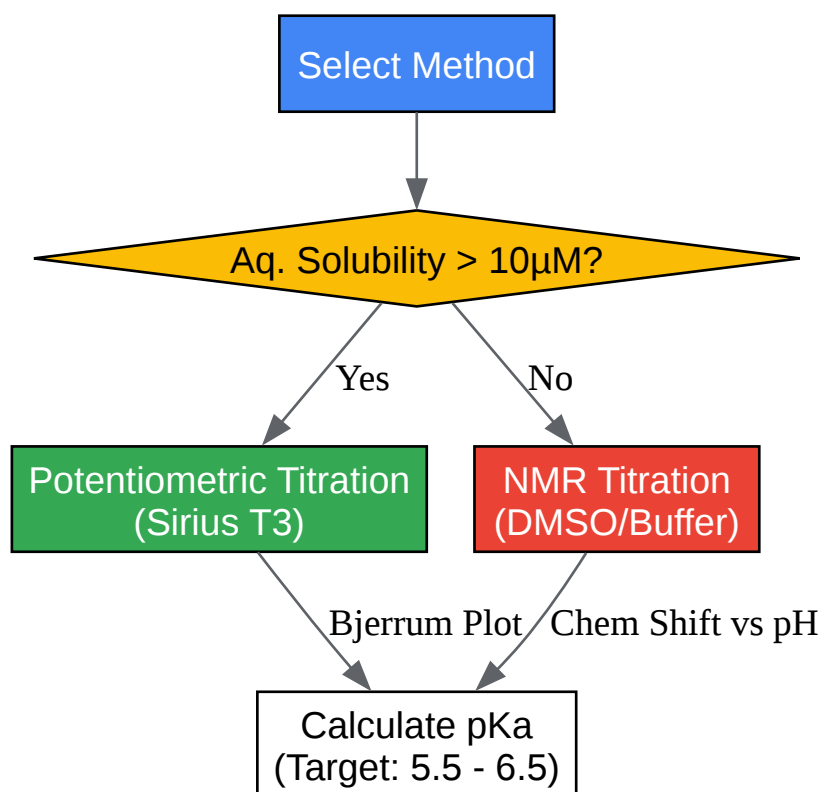 Select Method
Aq. Solubility > 10µM?
Yes
No
Potentiometric Titration
(Sirius T3)
NMR Titration
(DMSO/Buffer)
Bjerrum Plot
Chem Shift vs pH
Calculate pKa
(Target: 5.5 - 6.5)